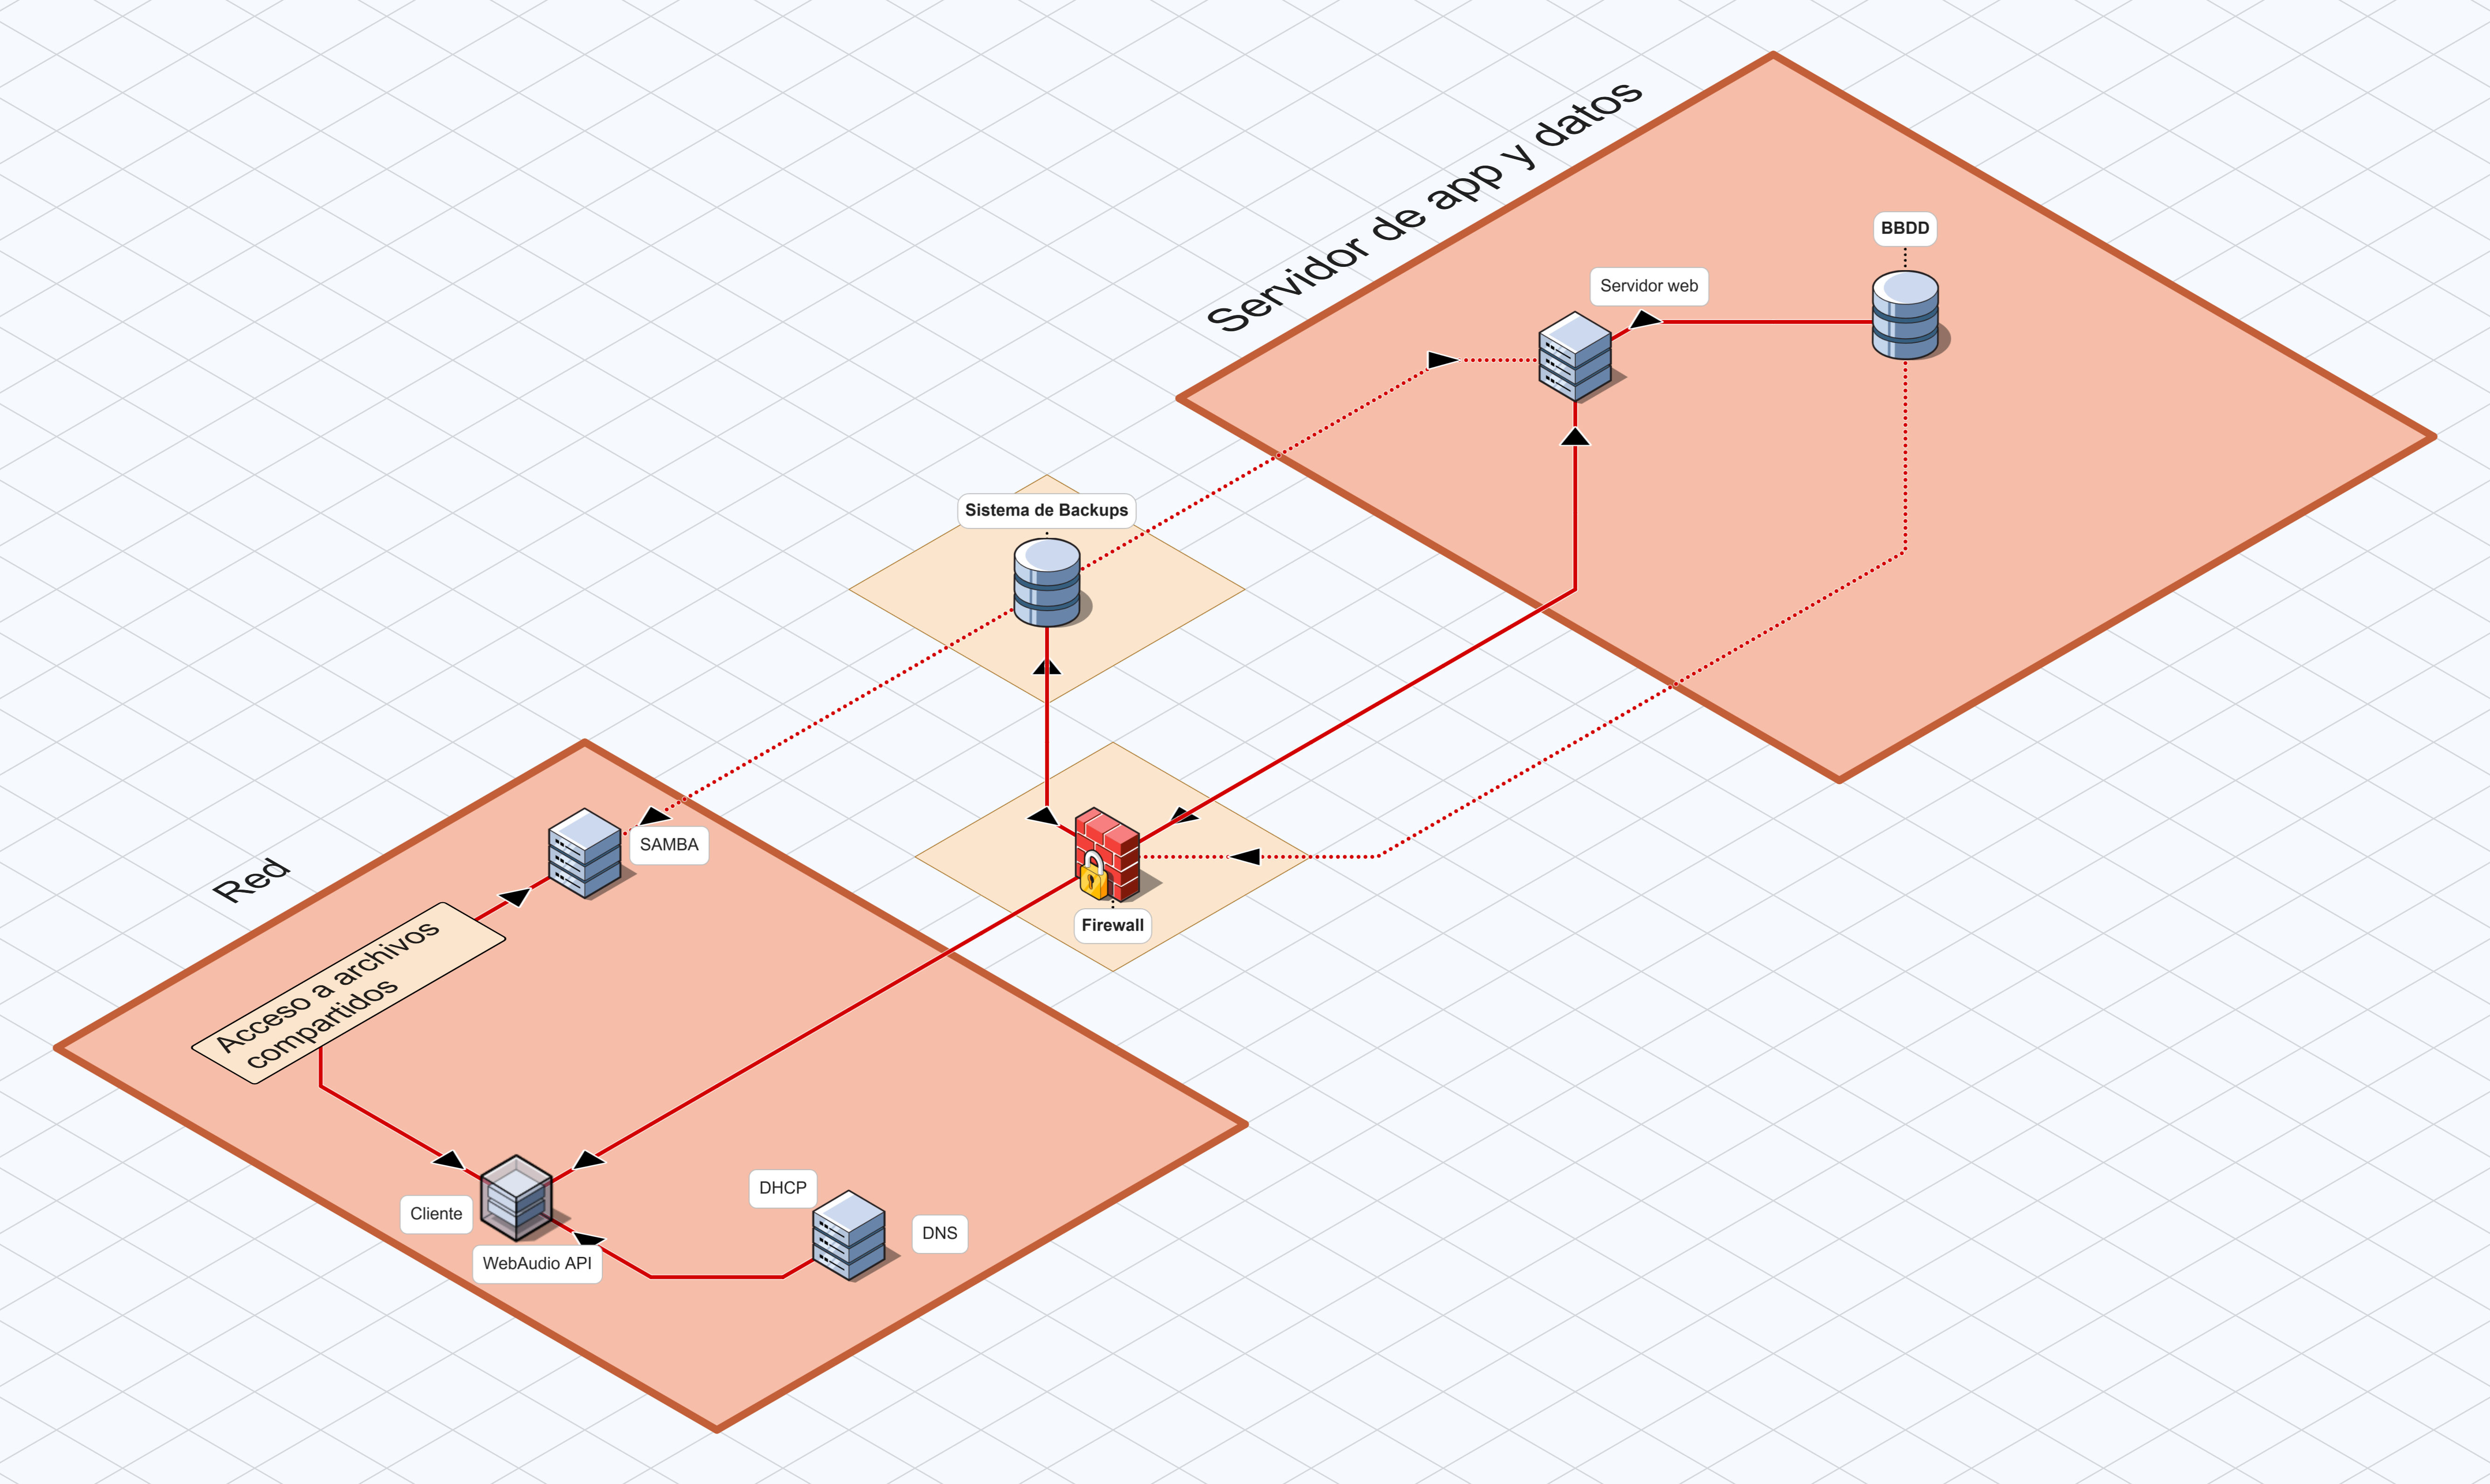 Servidor de app y datos
BBDD
Servidor web
Sistema de Backups
SAMBA
Red
Firewall
Acceso a archivos
compartidos
DHCP
Cliente
DNS
WebAudio API